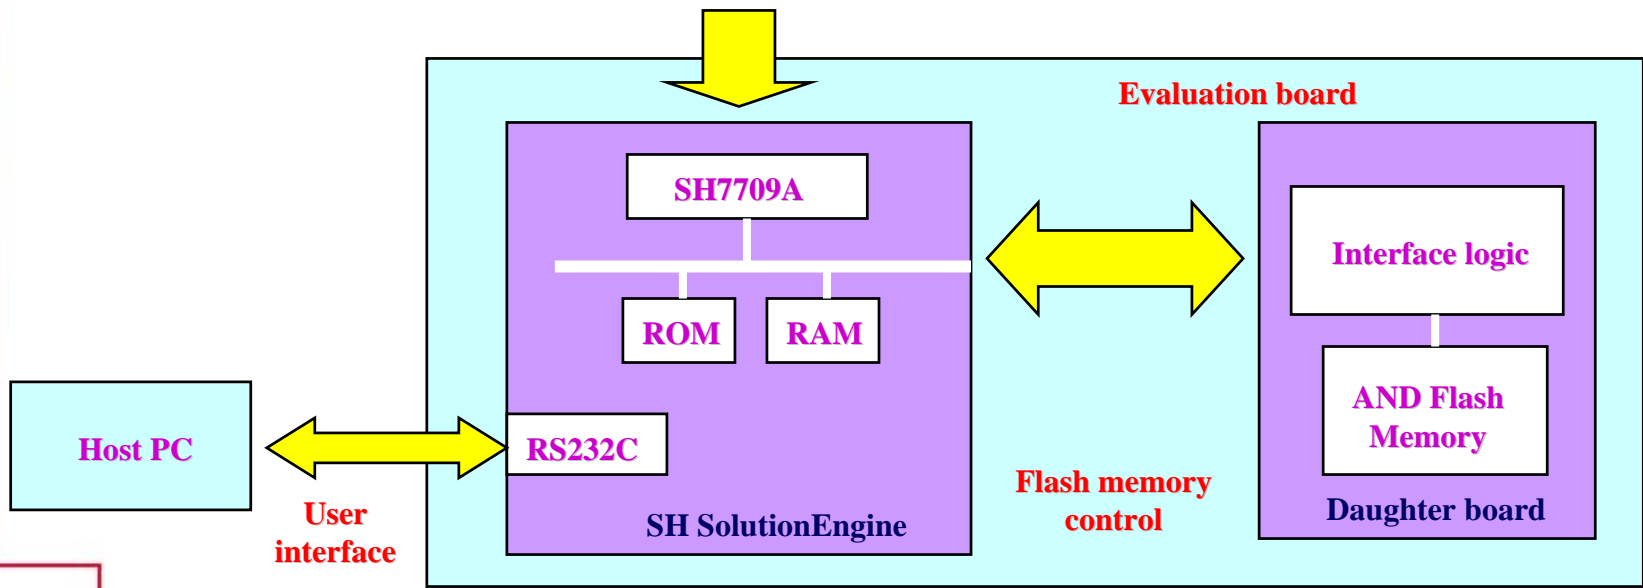 Evaluation board
SH7709A
Interface logic
ROM
RAM
AND Flash
Memory
Host PC
RS232C
User
interface
SH SolutionEngine
Flash memory
control
Daughter board